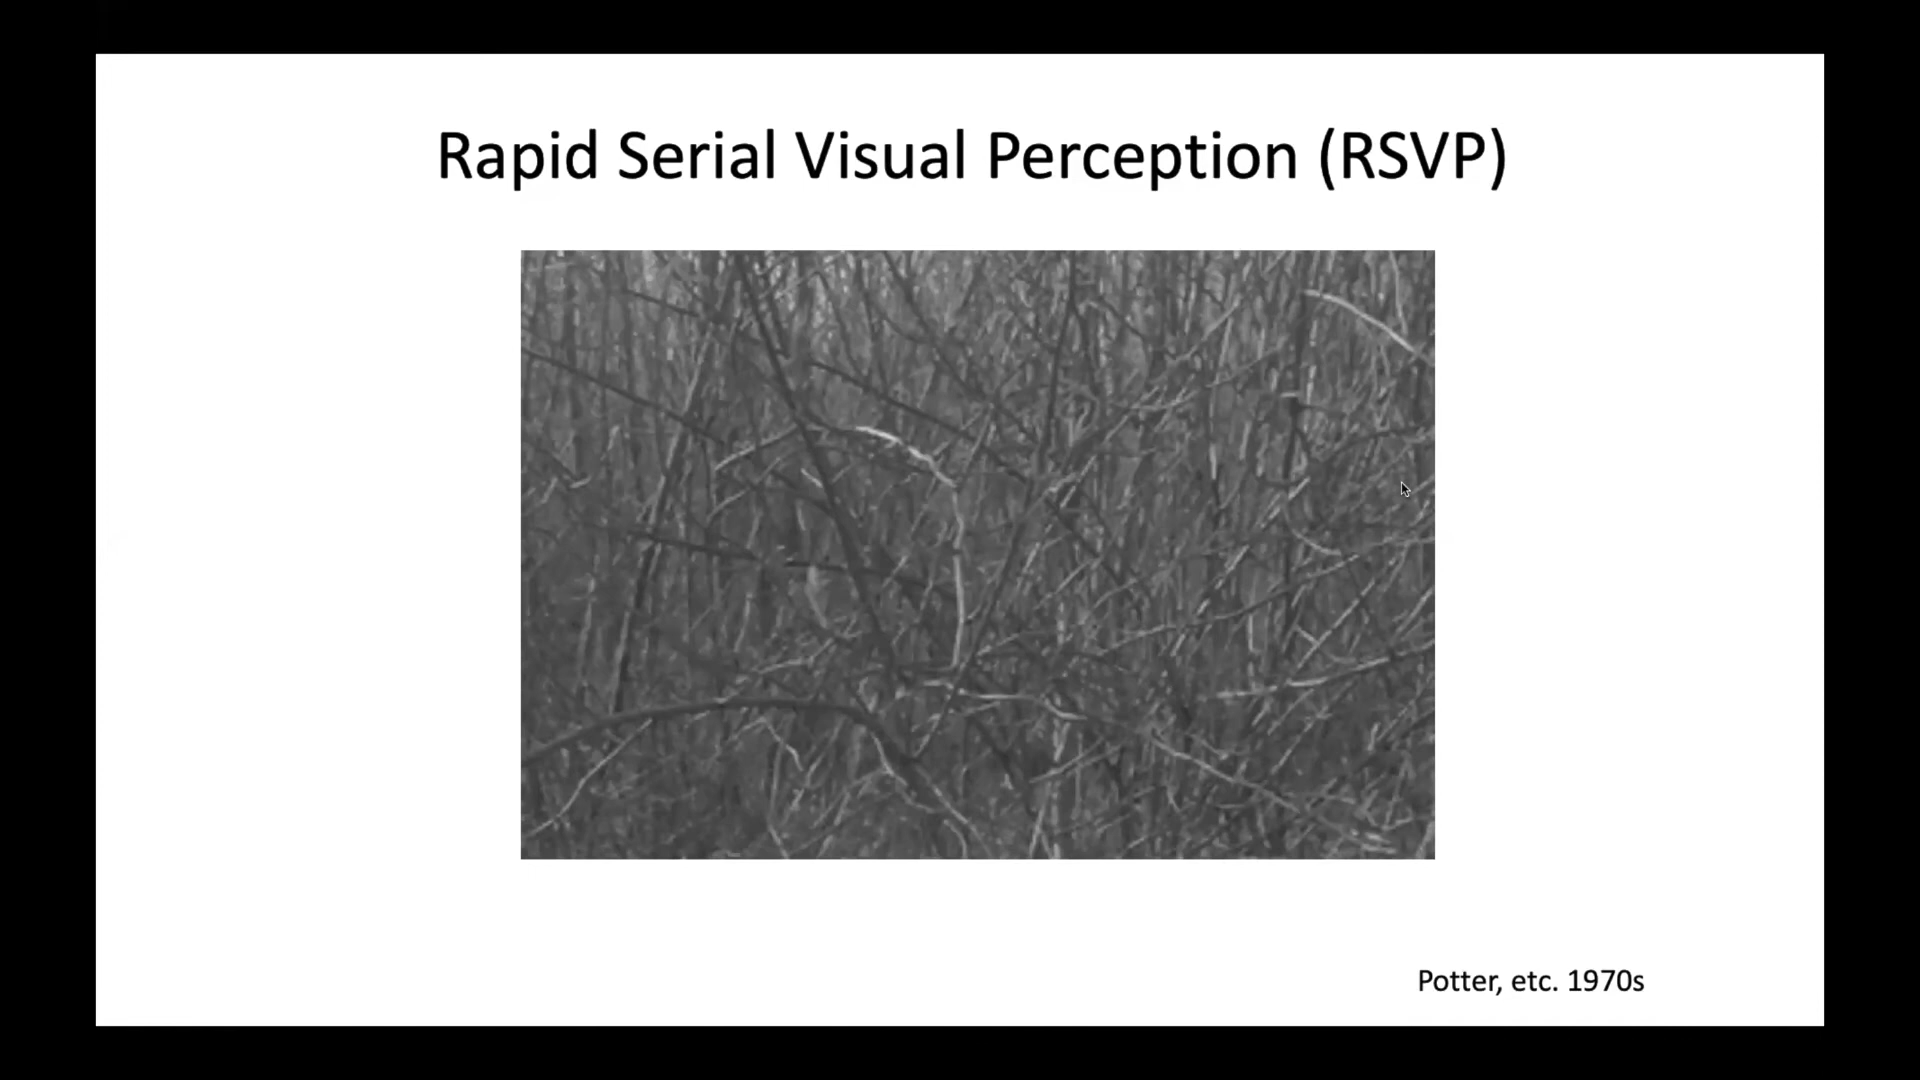 Rapid Serial Visual Perception (RSVP)
Potter, etc. 1970s